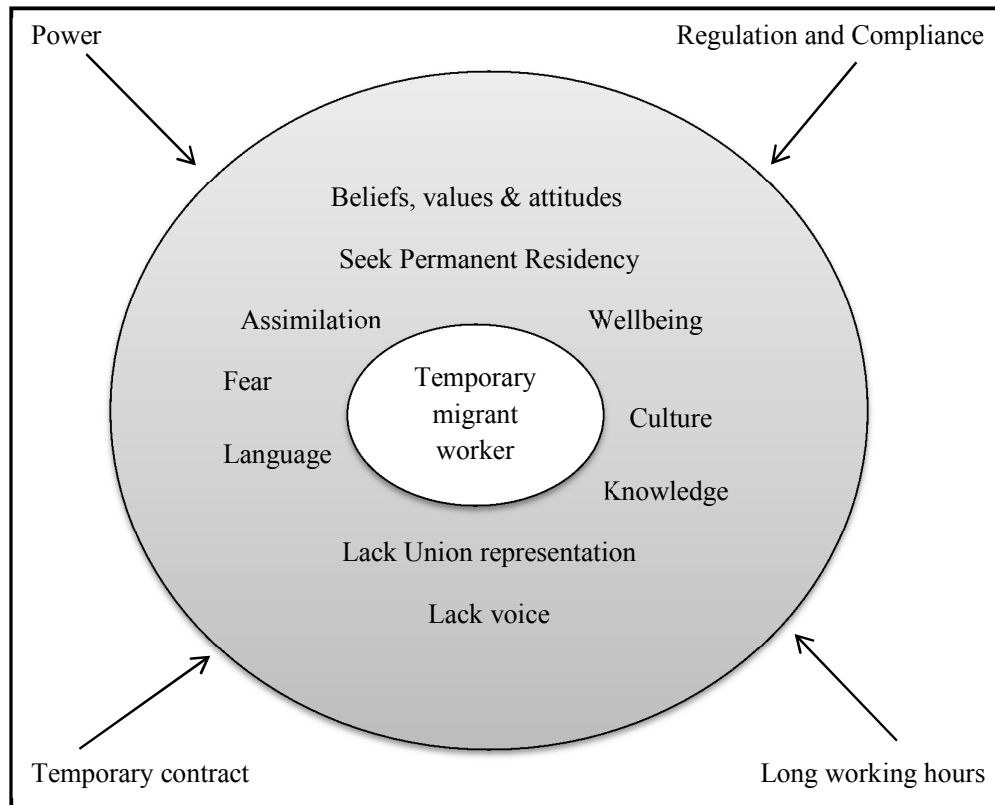 Power
Regulation and Compliance
Beliefs, values & attitudes
Seek Permanent Residency
Assimilation
Wellbeing
Fear
Temporary
migrant
worker
Culture
Language
Knowledge
Lack Union representation
Lack voice
Temporary contract
Long working hours